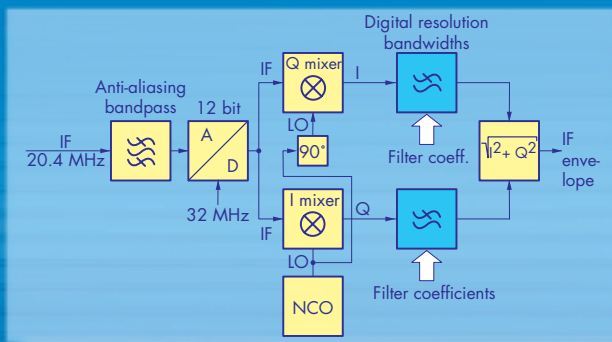 Digital resolution
bandwidths
Anti-aliasing
bandpass
12 bit
IF
Q mixer
I
IF
20.4 MHz
A
D
LO
90°
Filter coeff.
√I² + Q²
IF
enve-
lope
32 MHz
I mixer
Q
IF
LO
NCO
Filter coefficients